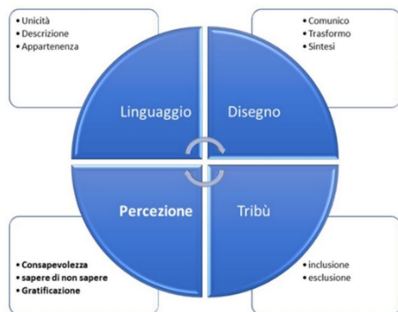 • Unicità
• Descrizione
• Appartenenza
• Comunico
• Trasformo
• Sintesi
Linguaggio
Disegno
Percezione
Tribù
• Consapevolezza
• sapere di non sapere
• Gratificazione
• inclusione
• esclusione